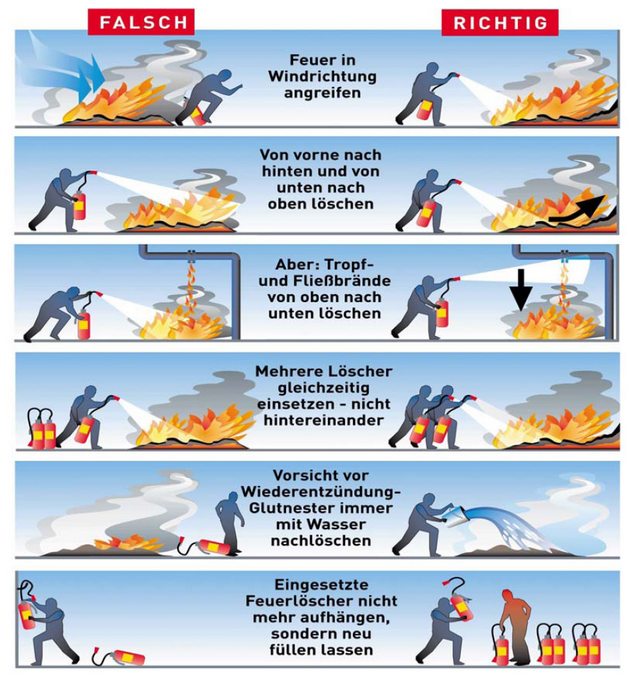 FALSCH
RICHTIG
Feuer in
Windrichtung
angreifen
Von vorne nach
hinten und von
unten nach
oben löschen
Aber: Tropf-
und Fließbrände
von oben nach
unten löschen
Mehrere Löscher
gleichzeitig
einsetzen - nicht
hintereinander
Vorsicht vor
Wiederentzündung-
Glutnester immer
mit Wasser
nachlöschen
Eingesetzte
Feuerlöscher nicht
mehr aufhängen,
sondern neu
füllen lassen